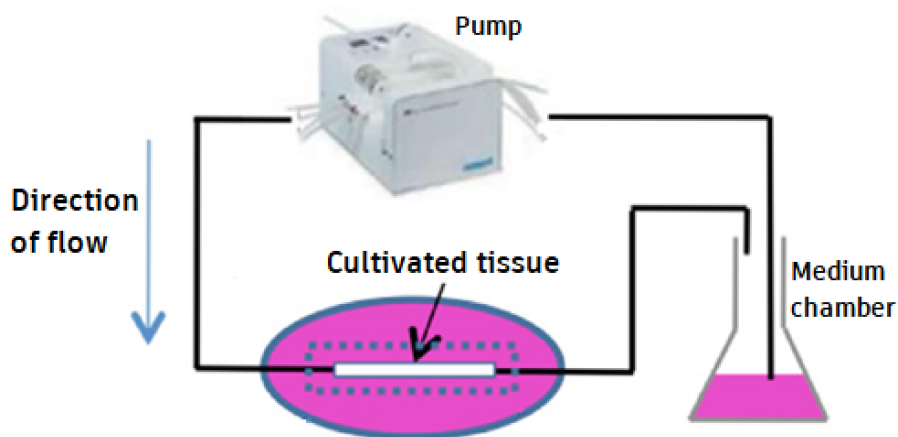 Pump
Direction
of flow
Cultivated tissue
Medium
chamber